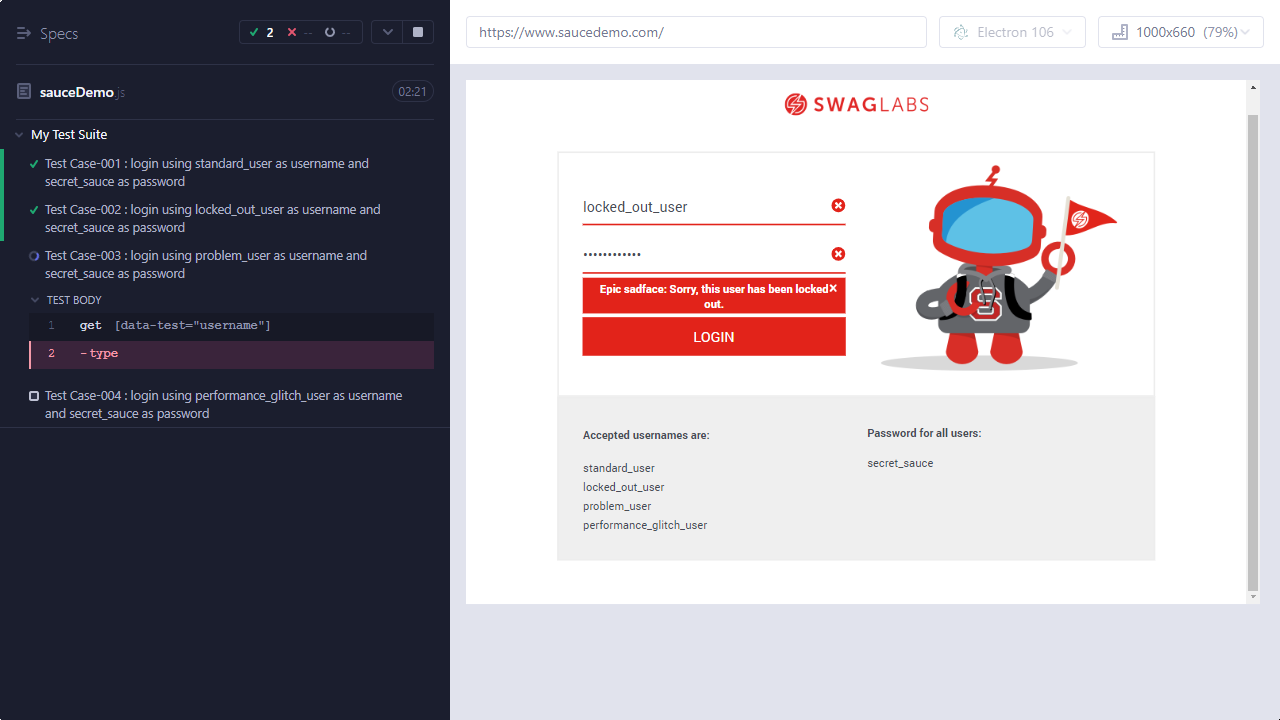 Specs
2
--
--
https://www.saucedemo.com/
Electron 106
1000x660 (79%)
sauceDemo.js
02:21
My Test Suite
Test Case-001 : login using standard_user as username and
secret_sauce as password
Test Case-002 : login using locked_out_user as username and
secret_sauce as password
Test Case-003 : login using problem_user as username and
secret_sauce as password
TEST BODY
1 get [data-test="username"]
2 -type
Test Case-004 : login using performance_glitch_user as username
and secret_sauce as password
SWAGLABS
locked_out_user
••••••••••••
Epic sadface: Sorry, this user has been locked
out.
LOGIN
S
Accepted usernames are:
standard_user
locked_out_user
problem_user
performance_glitch_user
Password for all users:
secret_sauce